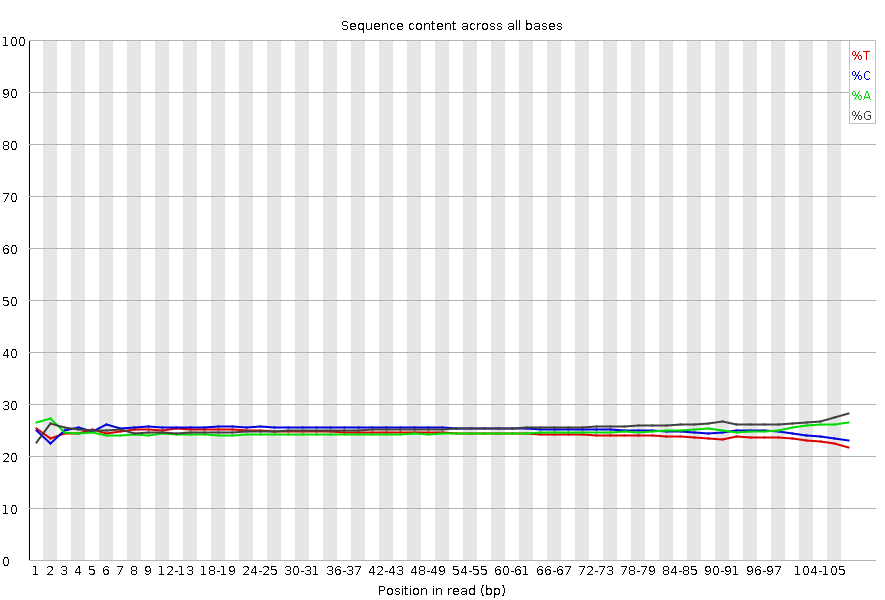 Sequence content across all bases
100
90
80
70
60
50
40
30
20
10
0
%T
%C
%A
%G
1 2 3 4 5 6 7 8 9 12-13 18-19 24-25 30-31 36-37 42-43 48-49 54-55 60-61 66-67 72-73 78-79 84-85 90-91 96-97 104-105
Position in read (bp)